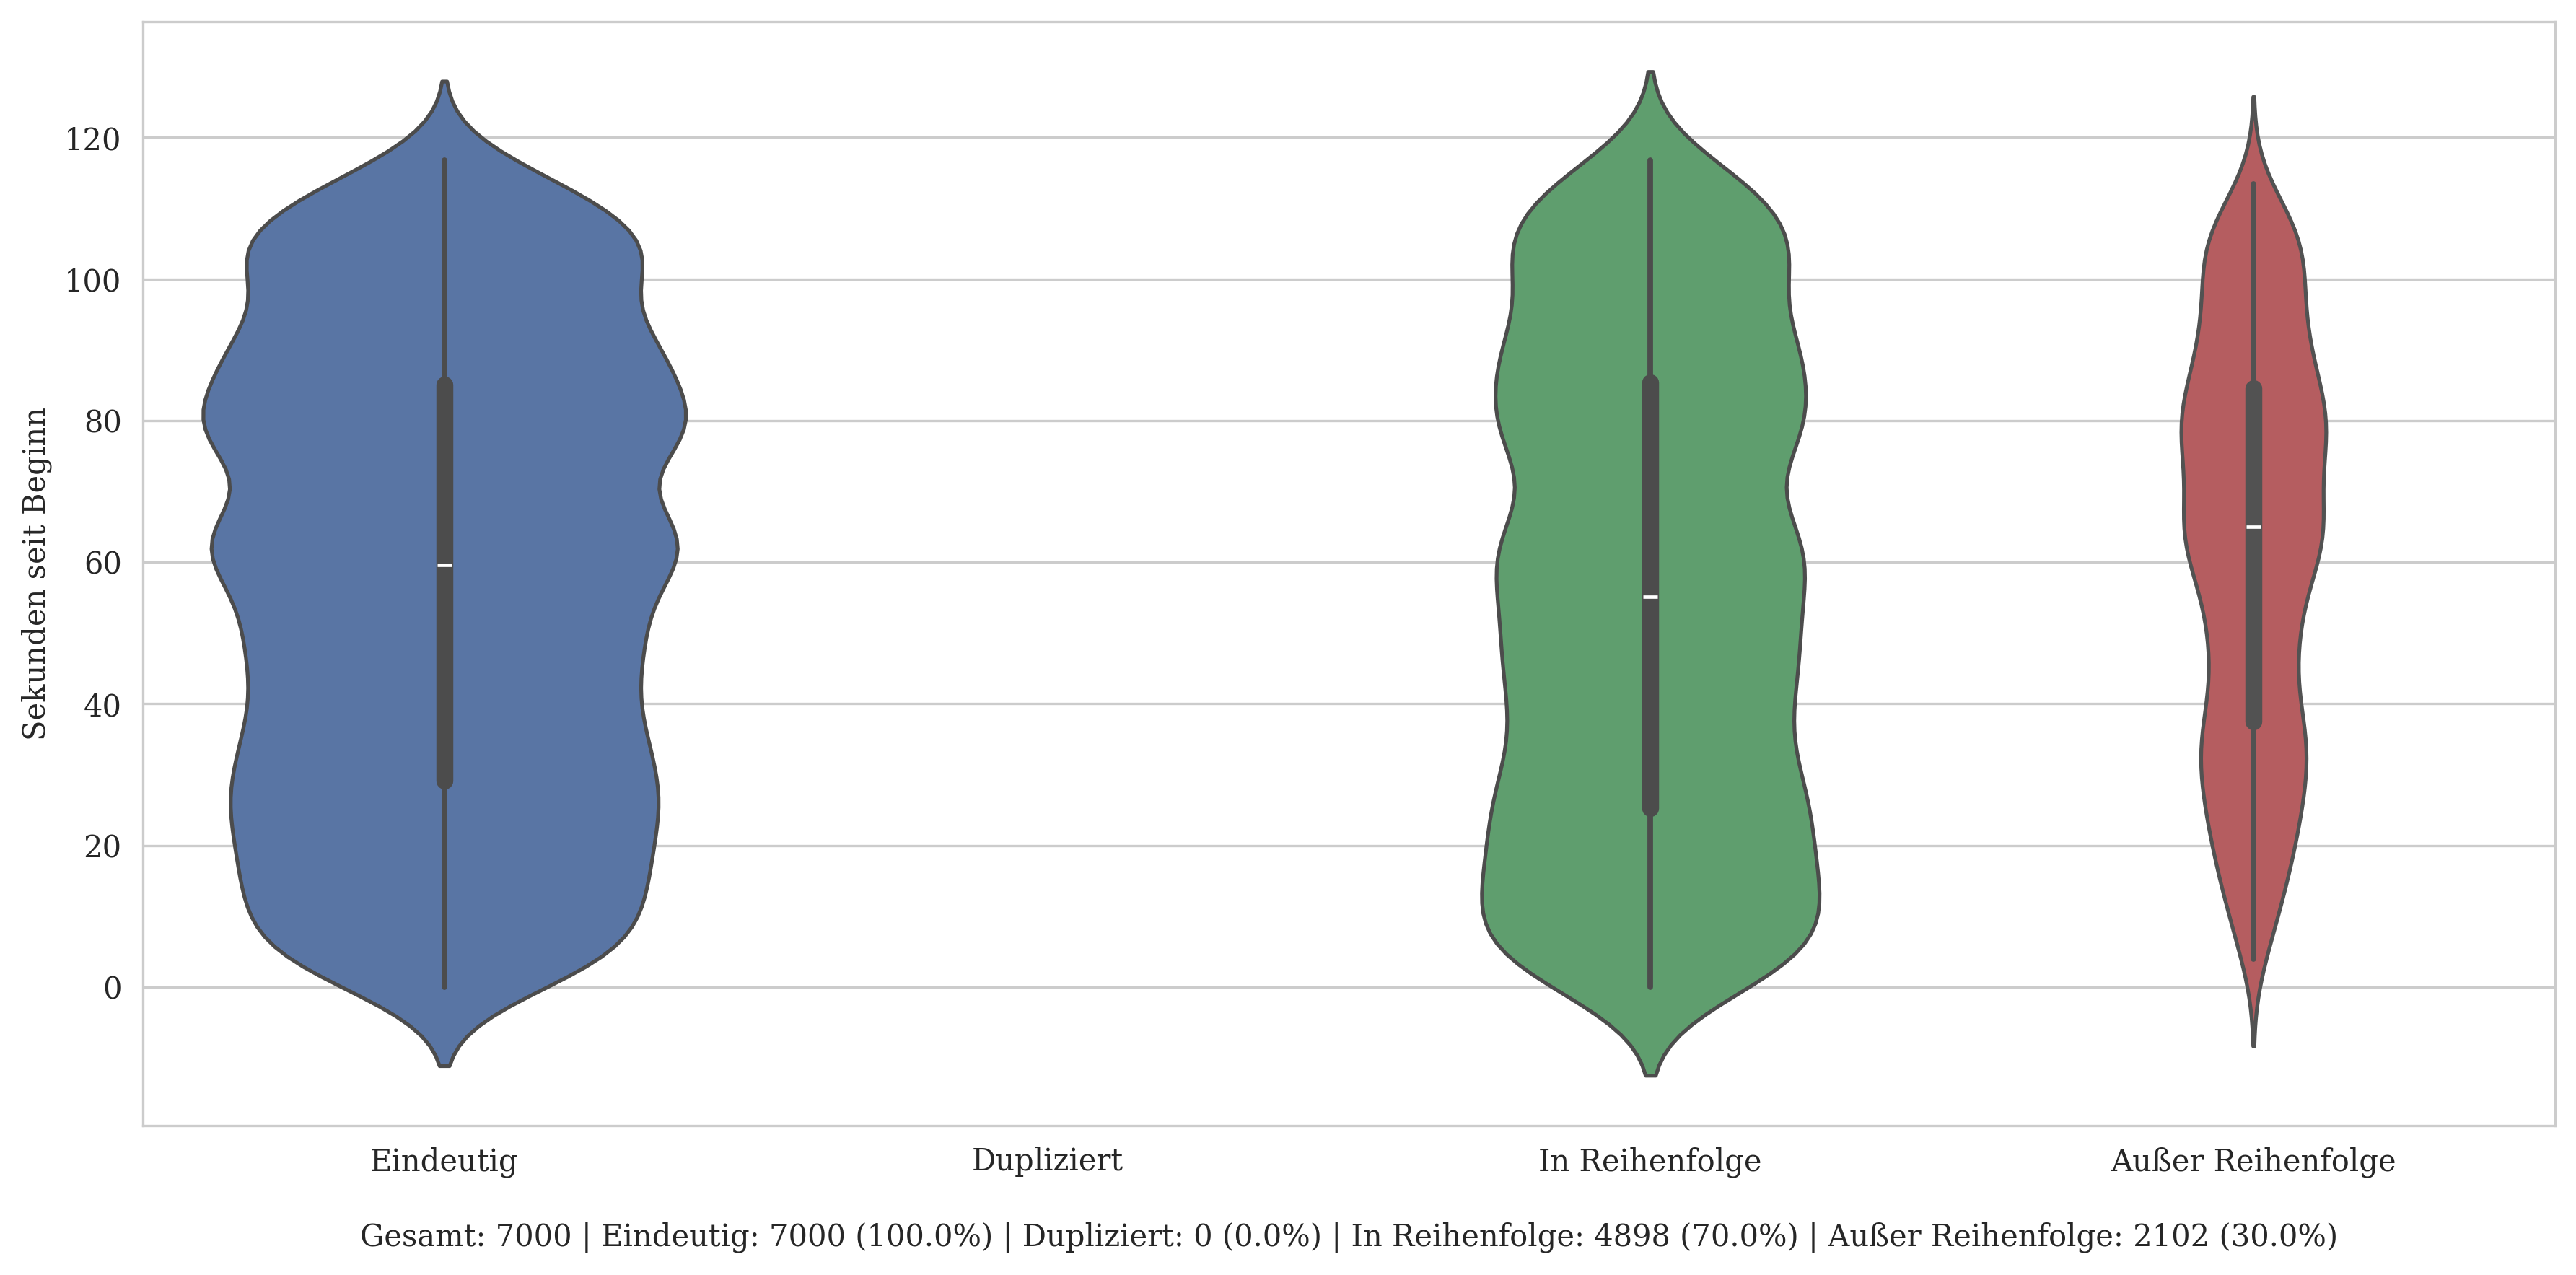 Sekunden seit Beginn
120
100
80
60
40
20
0
Eindeutig Dupliziert In Reihenfolge Außer Reihenfolge
Gesamt: 7000 | Eindeutig: 7000 (100.0%) | Dupliziert: 0 (0.0%) | In Reihenfolge: 4898 (70.0%) | Außer Reihenfolge: 2102 (30.0%)